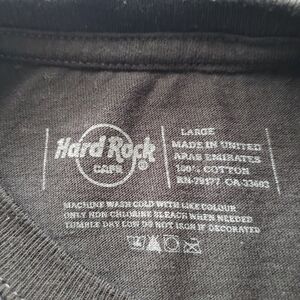 Hard Rock
CAFE
®
LARGE
MADE IN UNITED
ARAB EMIRATES
100% COTTON
RN-79177 CA-33603
MACHINE WASH COLD WITH LIKE COLOUR
ONLY NON CHLORINE BLEACH WHEN NEEDED
TUMBLE DRY LOW DO NOT IRON IF DECORATED